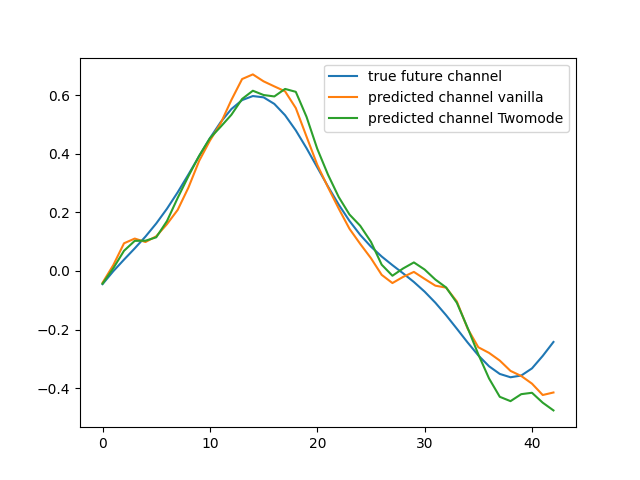 true future channel
predicted channel vanilla
predicted channel Twomode
0.6
0.4
0.2
0.0
−0.2
−0.4
0 10 20 30 40